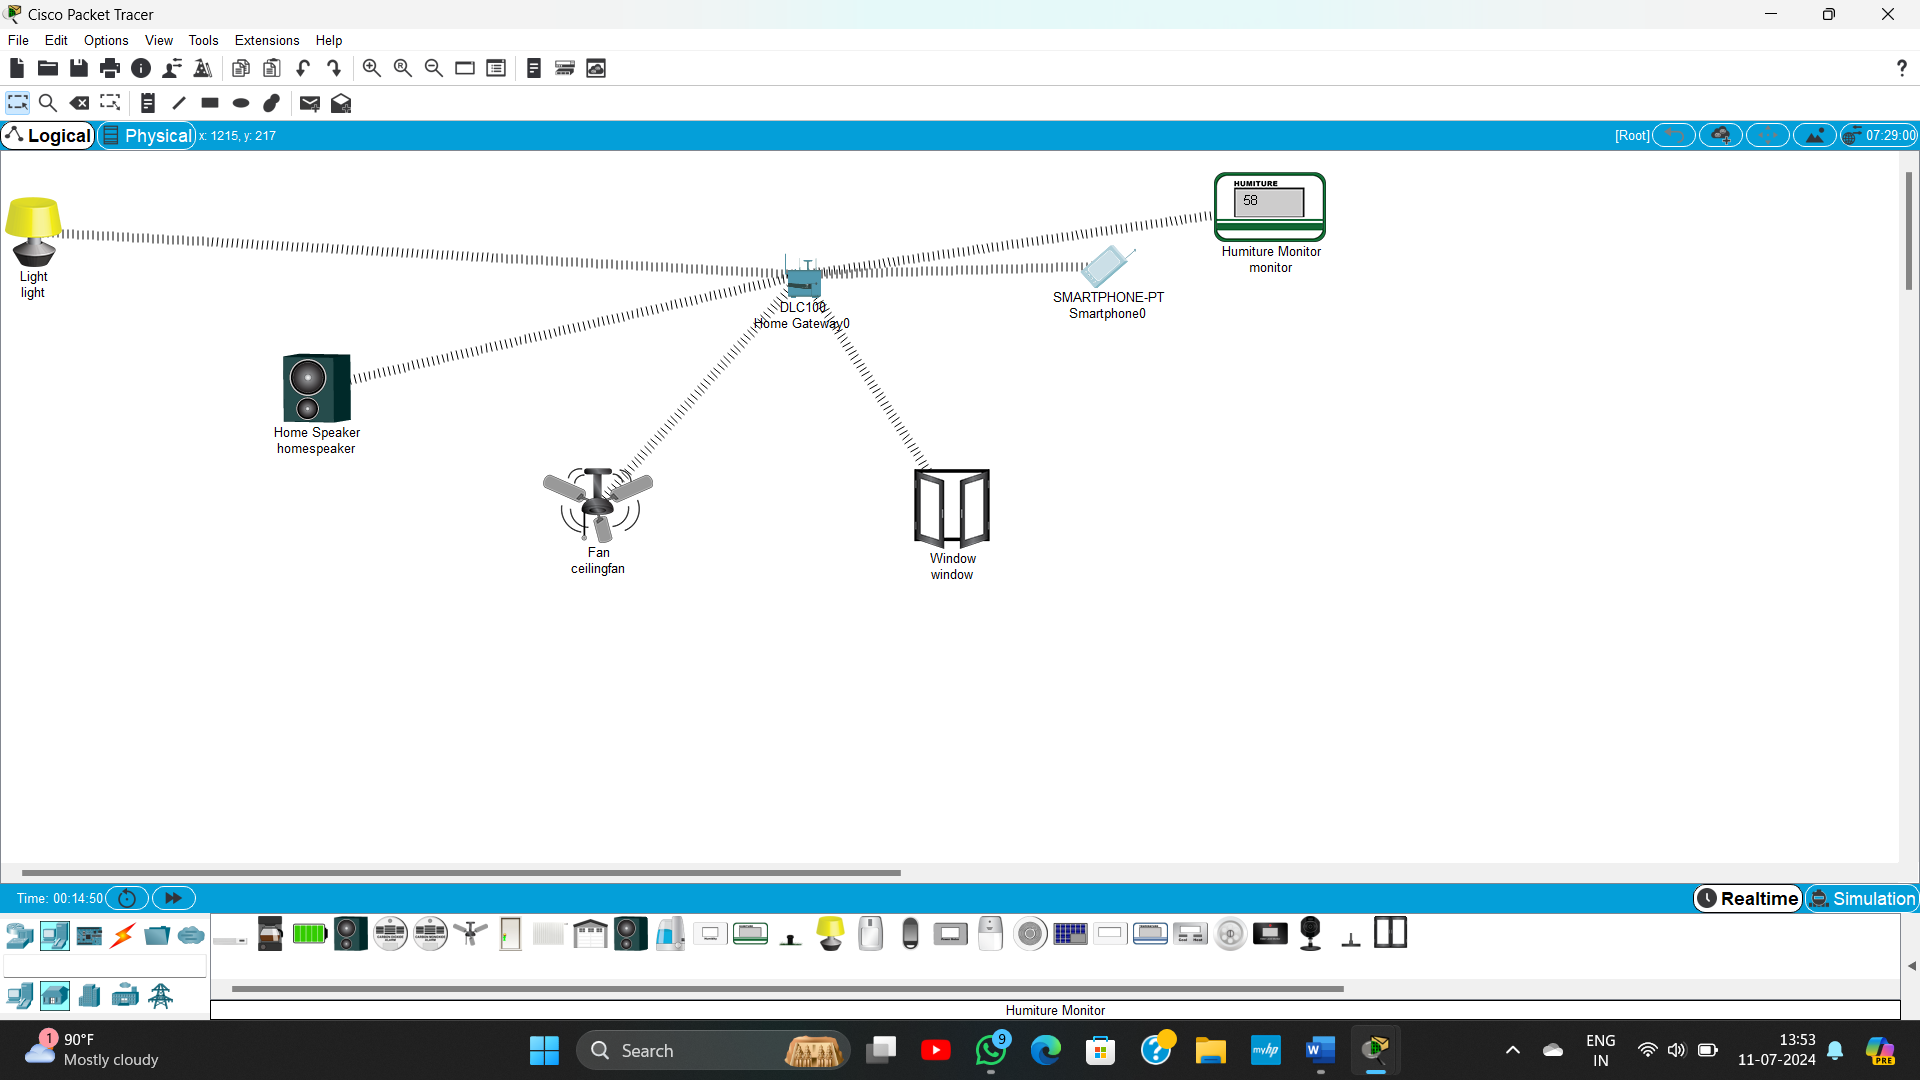 Cisco Packet Tracer
File Edit Options View Tools Extensions Help
?
Logical Physical x: 1215, y: 217 [Root] 07:29:00
HUMITURE
58
Humiture Monitor
monitor
Light
light
SMARTPHONE-PT
Smartphone0
DLC100
Home Gateway0
Home Speaker
homespeaker
Fan
ceilingfan
Window
window
Time: 00:14:50 Realtime Simulation
Humiture Monitor
1 90°F
Mostly cloudy
Search
9
myhp
ENG
IN
13:53
11-07-2024
PRE